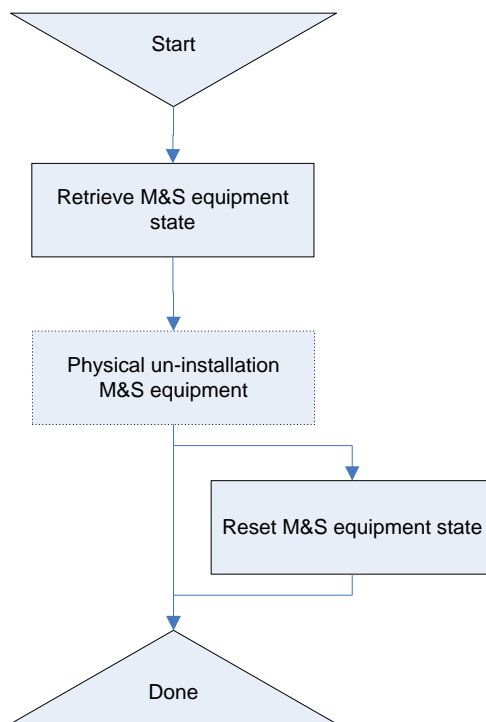 Start
Retrieve M&S equipment
state
Physical un-installation
M&S equipment
Reset M&S equipment state
Done